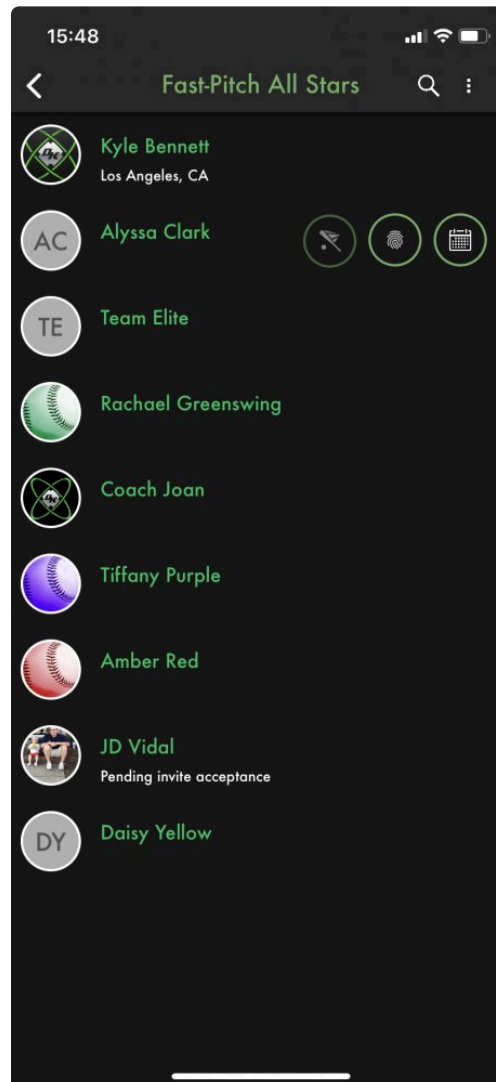 15:48
Fast-Pitch All Stars
Kyle Bennett
Los Angeles, CA
AC
Alyssa Clark
TE
Team Elite
Rachael Greenswing
Coach Joan
Tiffany Purple
Amber Red
JD Vidal
Pending invite acceptance
DY
Daisy Yellow